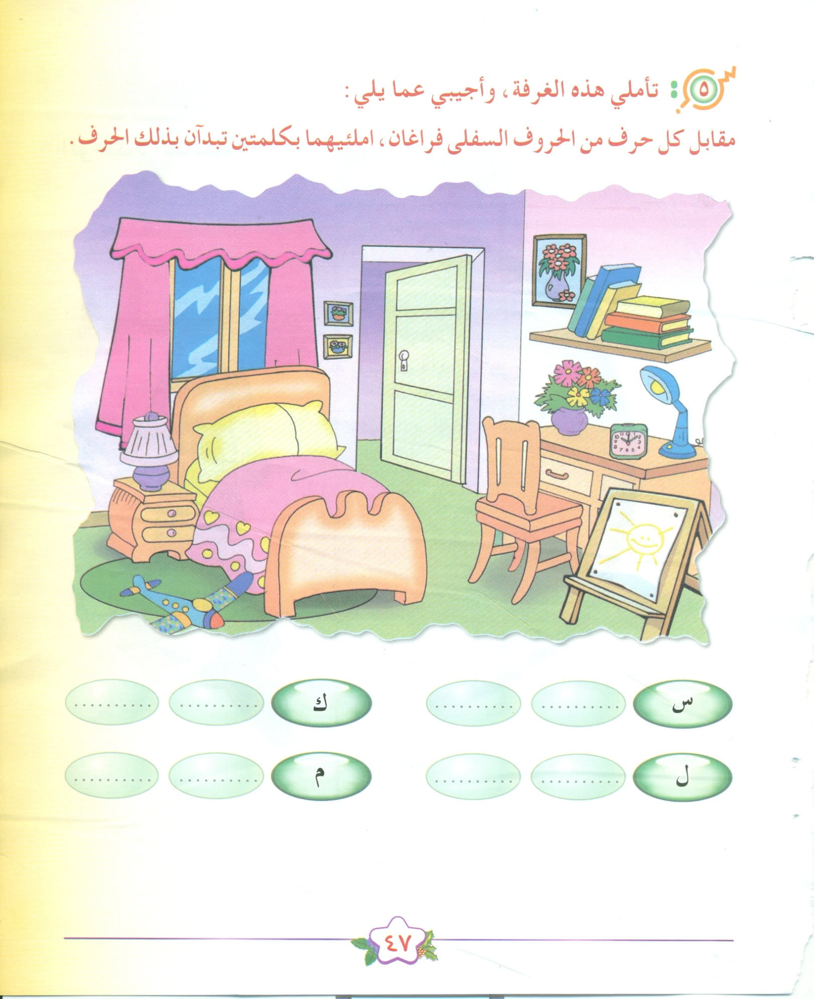 ٥ : تأملي هذه الغرفة، وأجيبي عما يلي :
مقابل كل حرف من الحروف السفلى فراغان، املئيهما بكلمتين تبدآن بذلك الحرف .
س .......... .......... ك .......... ..........
ل .......... .......... م .......... ..........
٤٧